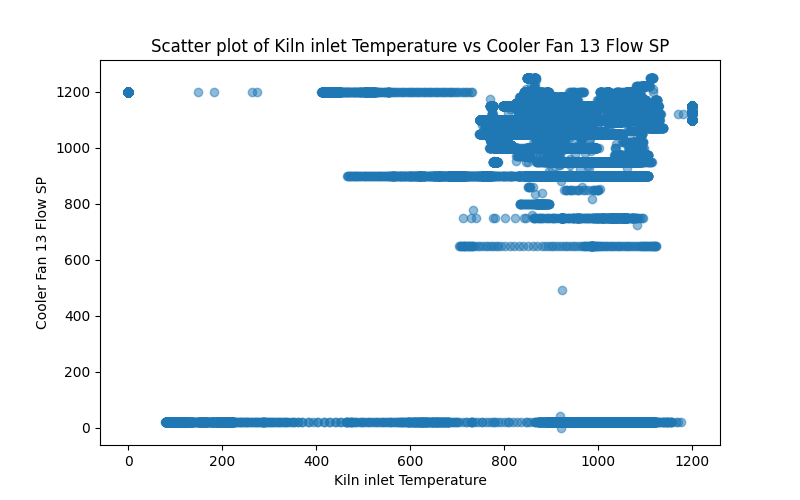 Scatter plot of Kiln inlet Temperature vs Cooler Fan 13 Flow SP
1200
1000
800
600
400
200
0
Cooler Fan 13 Flow SP
0 200 400 600 800 1000 1200
Kiln inlet Temperature